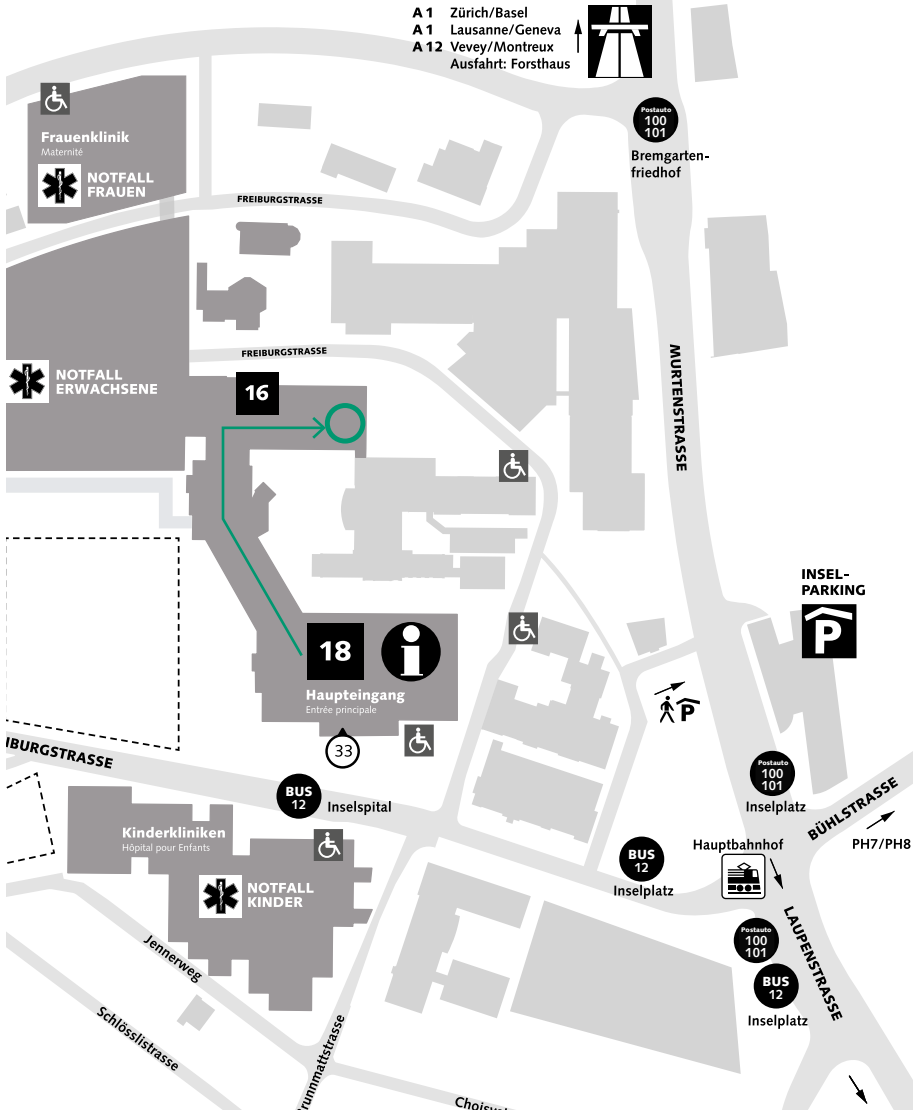 A 1 Zürich/Basel
A 1 Lausanne/Geneva
A 12 Vevey/Montreux
Ausfahrt: Forsthaus
Postauto
100
101
Bremgarten-
friedhof
Frauenklinik
Maternité
NOTFALL
FRAUEN
FREIBURGSTRASSE
FREIBURGSTRASSE
MURTENSTRASSE
NOTFALL
ERWACHSENE
16
INSEL-
PARKING
P
18
i
Haupteingang
Entrée principale
33
P
IBURGSTRASSE
BUS
12
Inselspital
Postauto
100
101
Inselplatz
BÜHLSTRASSE
PH7/PH8
Kinderkliniken
Hôpital pour Enfants
NOTFALL
KINDER
BUS
12
Inselplatz
Hauptbahnhof
LAUPENSTRASSE
Postauto
100
101
BUS
12
Inselplatz
Jennerweg
Schlösslistrasse
Brunnmattstrasse